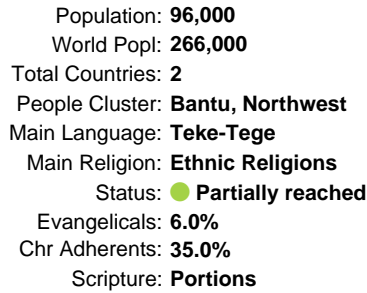 Population: 96,000
World Popl: 266,000
Total Countries: 2
People Cluster: Bantu, Northwest
Main Language: Teke-Tege
Main Religion: Ethnic Religions
Status: Partially reached
Evangelicals: 6.0%
Chr Adherents: 35.0%
Scripture: Portions